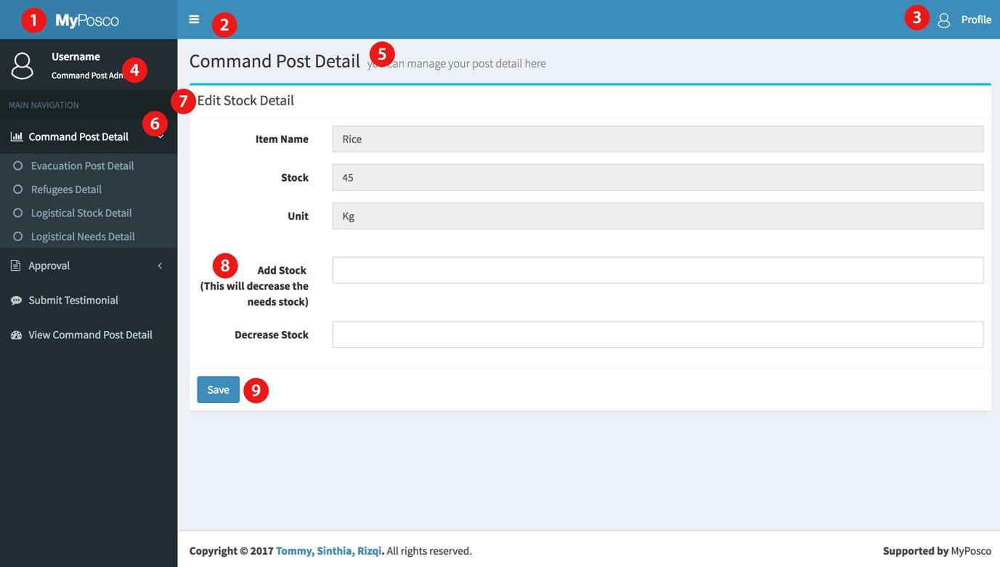 1 MyPosco
2
3 Profile
Username
Command Post Adm
4
Command Post Detail
5
you can manage your post detail here
MAIN NAVIGATION
6
Command Post Detail
Evacuation Post Detail
Refugees Detail
Logistical Stock Detail
Logistical Needs Detail
Approval
Submit Testimonial
View Command Post Detail
7 Edit Stock Detail
Item Name Rice
Stock 45
Unit Kg
8 Add Stock
(This will decrease the
needs stock)
Decrease Stock
Save 9
Copyright © 2017 Tommy, Sinthia, Rizqi. All rights reserved.
Supported by MyPosco